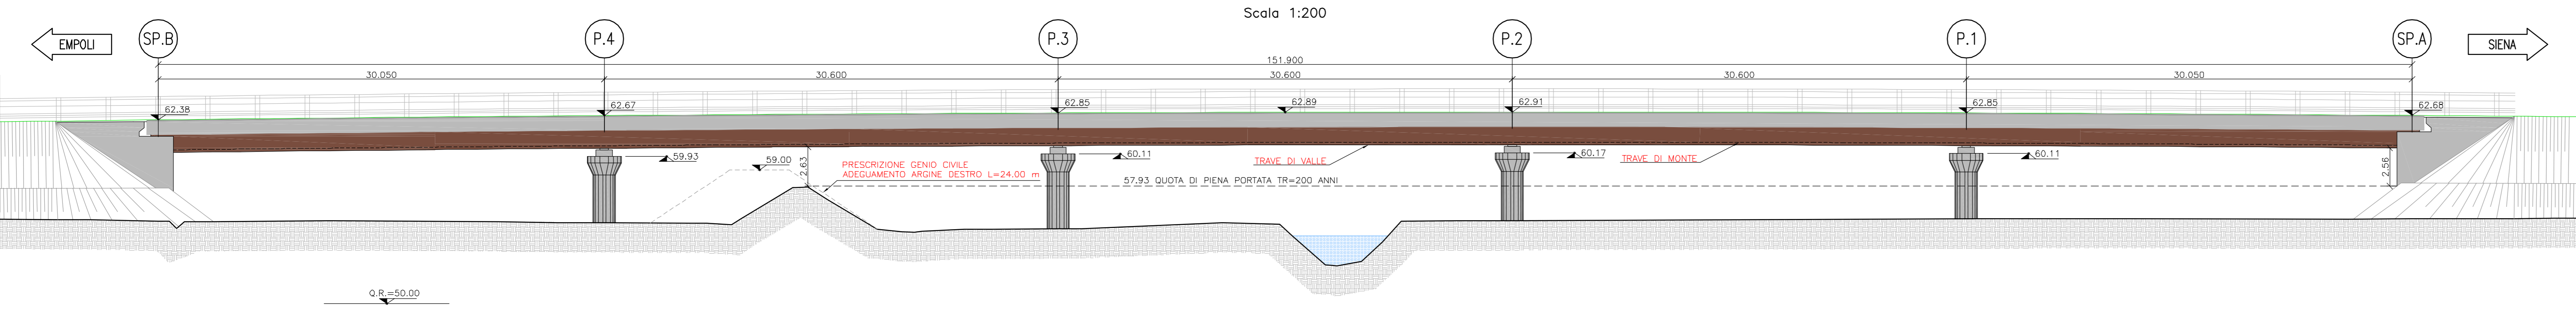 Scala 1:200
EMPOLI
SP.B
P.4
P.3
P.2
P.1
SP.A
SIENA
151.900
30.050
30.600
30.600
30.600
30.050
62.38
62.67
62.85
62.89
62.91
62.85
62.68
59.93
59.00
2.63
PRESCRIZIONE GENIO CIVILE
ADEGUAMENTO ARGINE DESTRO L=24.00 m
60.11
TRAVE DI VALLE
60.17
TRAVE DI MONTE
60.11
2.56
57.93 QUOTA DI PIENA PORTATA TR=200 ANNI
Q.R.=50.00